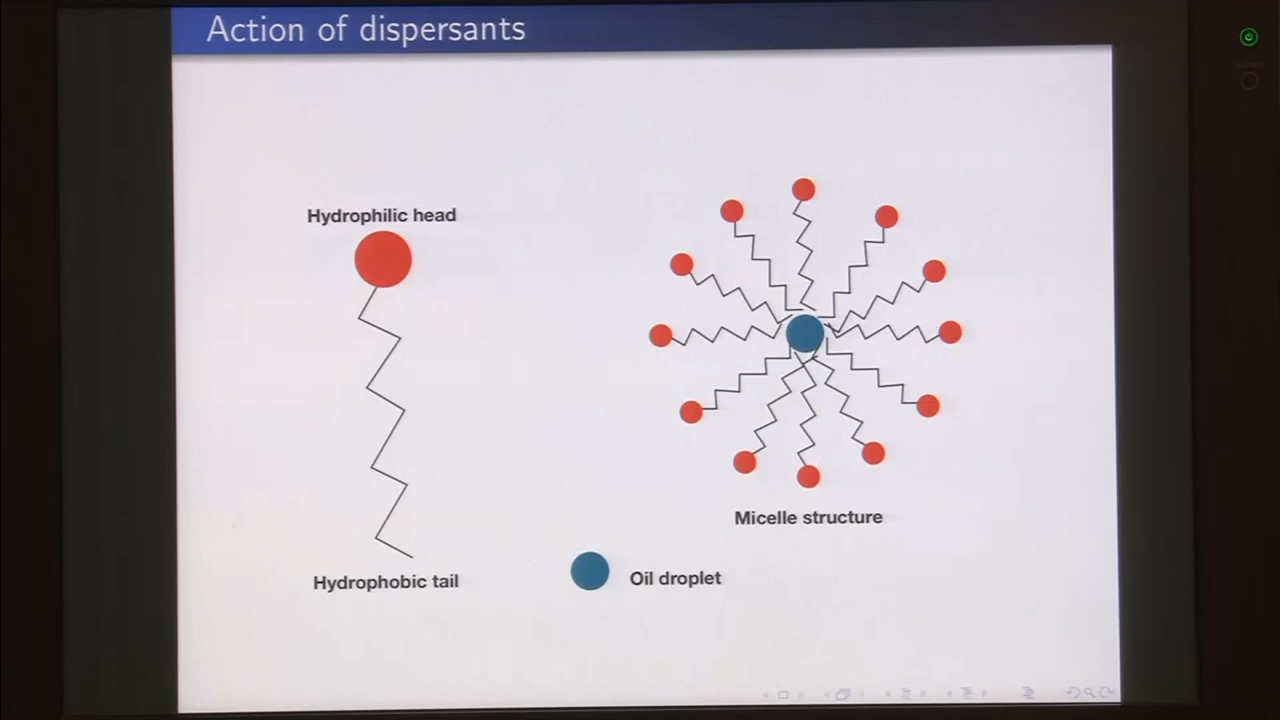 Action of dispersants
Hydrophilic head
Hydrophobic tail
Oil droplet
Micelle structure